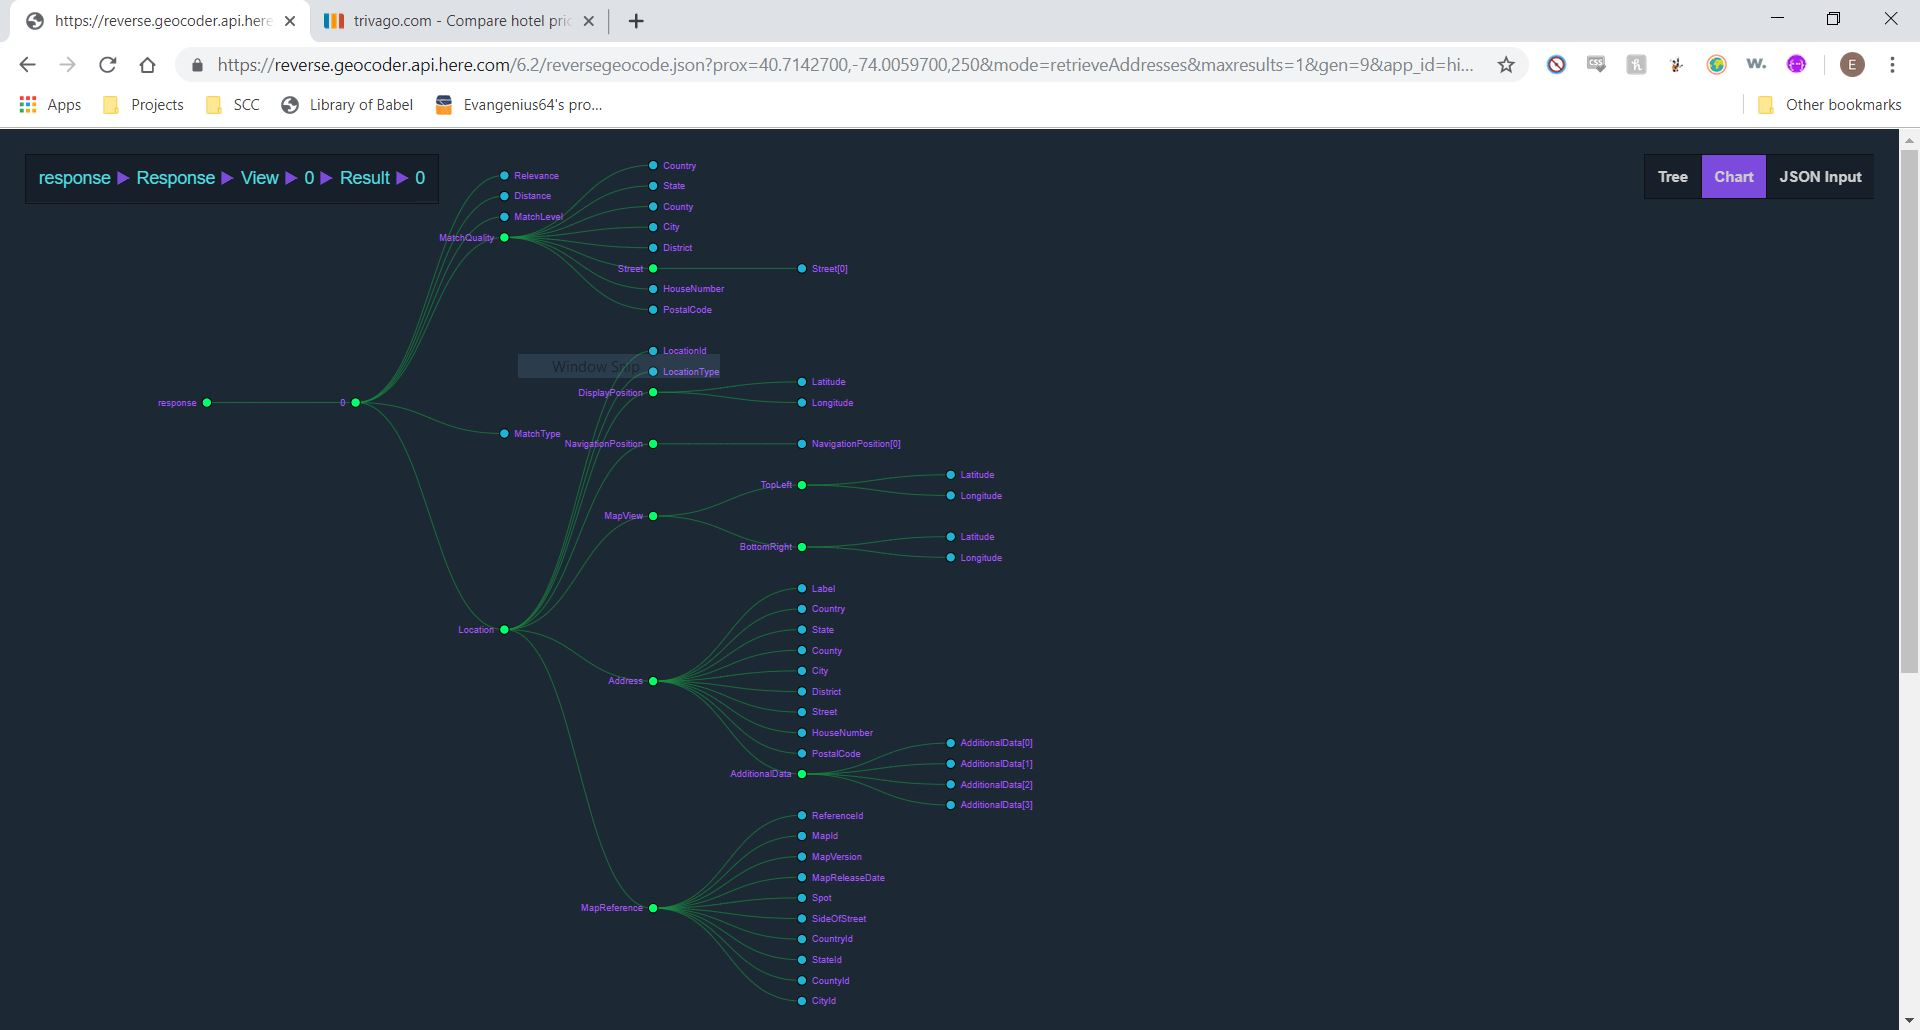 https://reverse.geocoder.api.here
trivago.com - Compare hotel pric
https://reverse.geocoder.api.here.com/6.2/reversegeocode.json?prox=40.7142700,-74.0059700,250&mode=retrieveAddresses&maxresults=1&gen=9&app_id=hi...
CSS
h
w.
E
Apps
Projects
SCC
Library of Babel
Evangenius64's pro...
Other bookmarks
response ▶ Response ▶ View ▶ 0 ▶ Result ▶ 0
Tree
Chart
JSON Input
response
0
Relevance
Distance
MatchLevel
MatchQuality
Country
State
County
City
District
Street
Street[0]
HouseNumber
PostalCode
MatchType
Window Snip
LocationId
LocationType
DisplayPosition
Latitude
Longitude
NavigationPosition
NavigationPosition[0]
MapView
TopLeft
Latitude
Longitude
BottomRight
Latitude
Longitude
Location
Address
Label
Country
State
County
City
District
Street
HouseNumber
PostalCode
AdditionalData
AdditionalData[0]
AdditionalData[1]
AdditionalData[2]
AdditionalData[3]
MapReference
ReferenceId
MapId
MapVersion
MapReleaseDate
Spot
SideOfStreet
CountryId
StateId
CountyId
CityId